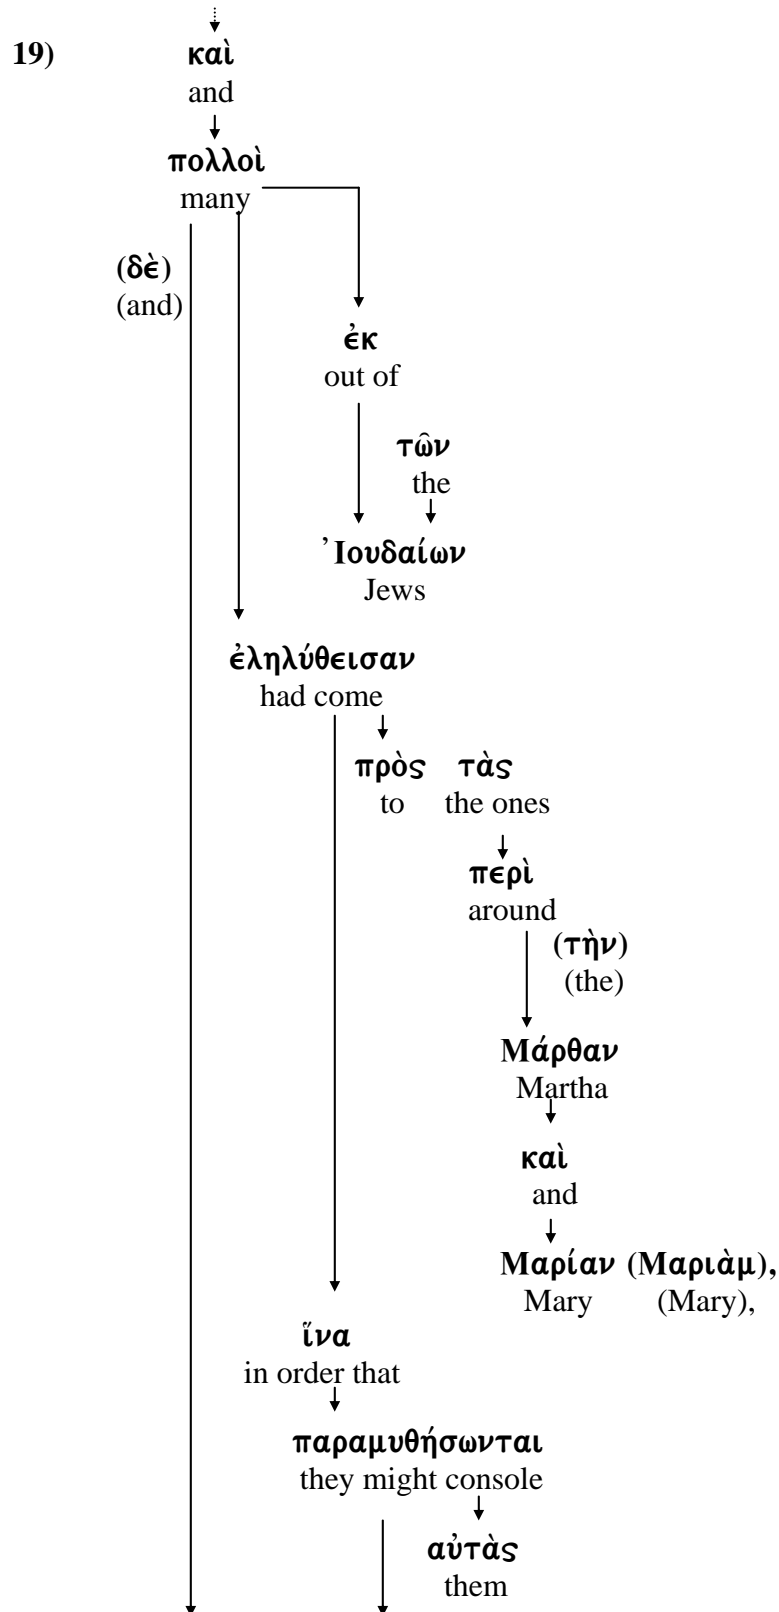 19) καὶ
and
πολλοὶ
many
(δὲ)
(and)
ἐκ
out of
τῶν
the
Ἰουδαίων
Jews
ἐληλύθεισαν
had come
πρὸς τὰς
to the ones
περὶ
around
(τὴν)
(the)
Μάρθαν
Martha
καὶ
and
Μαρίαν (Μαριὰμ),
Mary (Mary),
ἵνα
in order that
παραμυθήσωνται
they might console
αὐτὰς
them